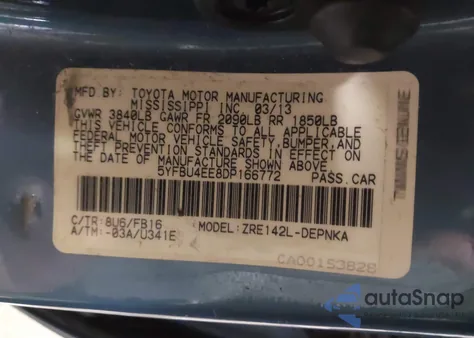 MFD BY: TOYOTA MOTOR MANUFACTURING
MISSISSIPPI INC 03/13
GVWR 3840LB GAWR FR 2090LB RR 1850LB
THIS VEHICLE CONFORMS TO ALL APPLICABLE
FEDERAL MOTOR VEHICLE SAFETY, BUMPER, AND
THEFT PREVENTION STANDARDS IN EFFECT ON
THE DATE OF MANUFACTURE SHOWN ABOVE.
5YFBU4EE8DP166772 PASS.CAR
C/TR: 8U6/FB16 MODEL: ZRE142L-DEPNKA
A/TM: -03A/U341E
CA00153828
autoSnap